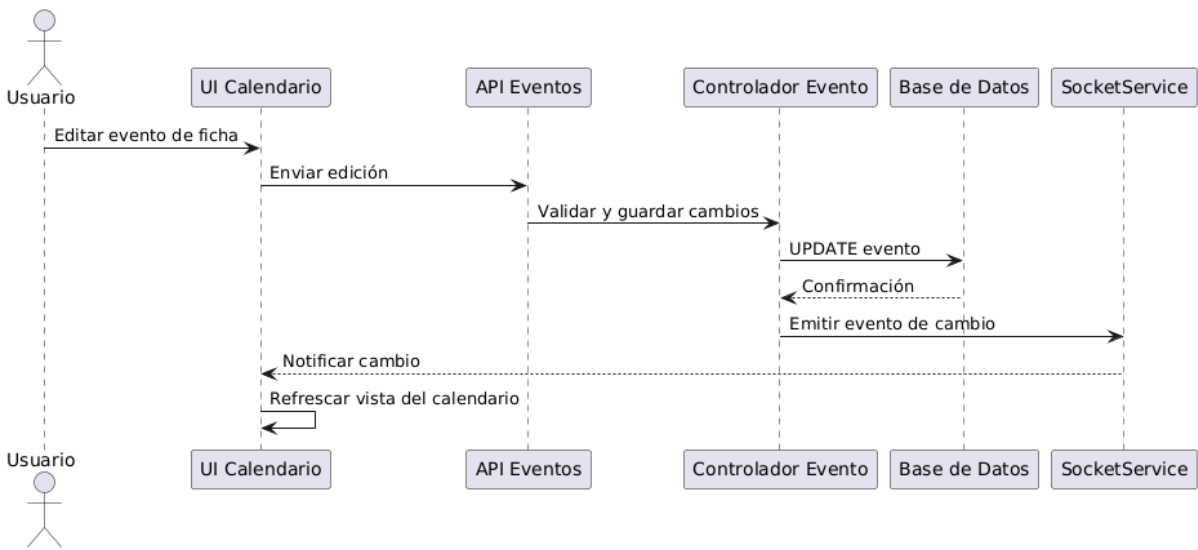 Usuario
UI Calendario
API Eventos
Controlador Evento
Base de Datos
SocketService
Editar evento de ficha
Enviar edición
Validar y guardar cambios
UPDATE evento
Confirmación
Emitir evento de cambio
Notificar cambio
Refrescar vista del calendario
Usuario
UI Calendario
API Eventos
Controlador Evento
Base de Datos
SocketService